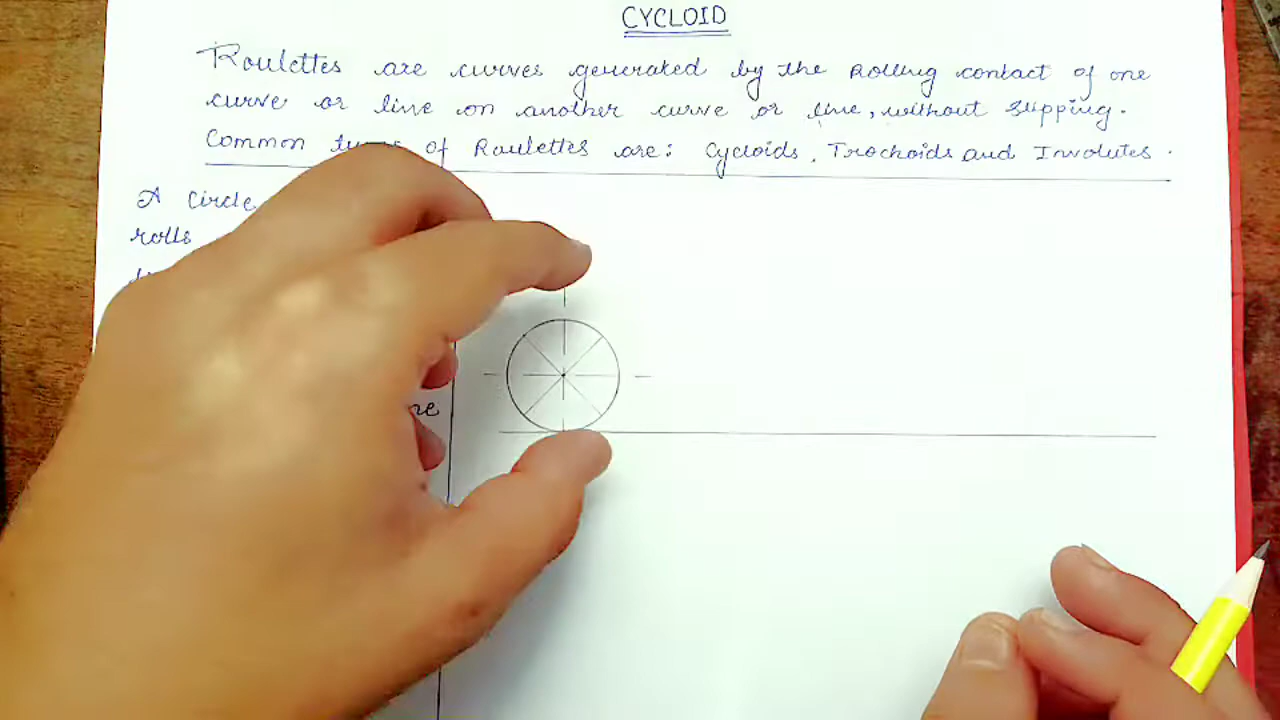 CYCLOID
Roulettes are curves generated by the Rolling contact of one
curve or line on another curve or line, without slipping.
Common types of Roulettes are: Cycloids, Trochoids and Involutes.
A Circle
rolls